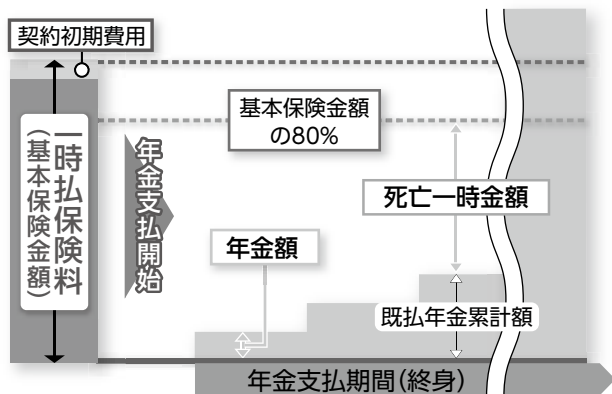 契約初期費用
一時払保険料
(基本保険金額)
年金支払開始
基本保険金額
の80%
死亡一時金額
年金額
既払年金累計額
年金支払期間(終身)